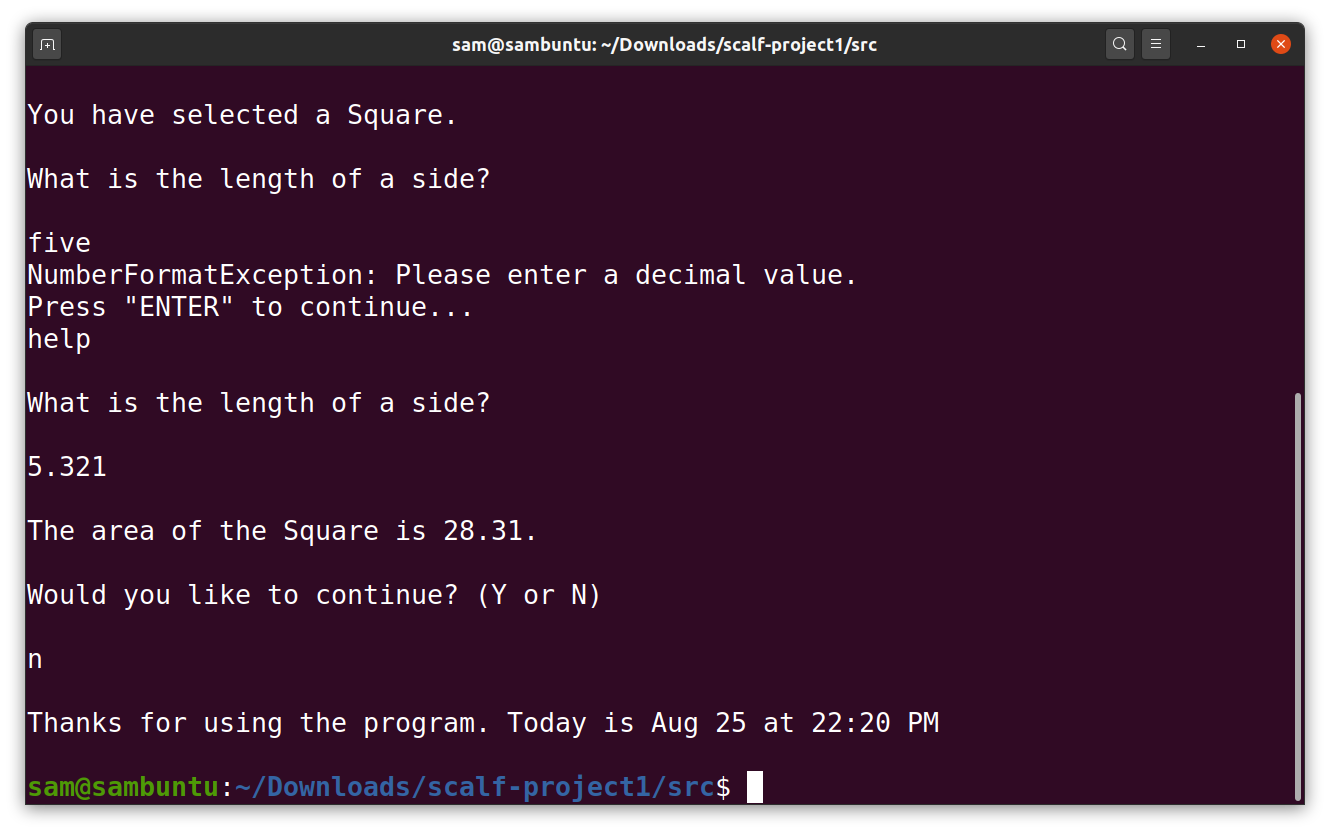 sam@sambuntu: ~/Downloads/scalf-project1/src
You have selected a Square.
What is the length of a side?
five
NumberFormatException: Please enter a decimal value.
Press "ENTER" to continue...
help
What is the length of a side?
5.321
The area of the Square is 28.31.
Would you like to continue? (Y or N)
n
Thanks for using the program. Today is Aug 25 at 22:20 PM
sam@sambuntu:~/Downloads/scalf-project1/src$